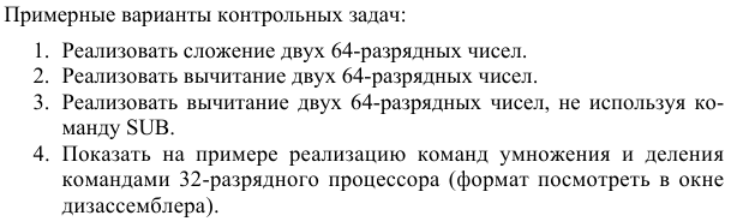 Примерные варианты контрольных задач:
1. Реализовать сложение двух 64-разрядных чисел.
2. Реализовать вычитание двух 64-разрядных чисел.
3. Реализовать вычитание двух 64-разрядных чисел, не используя ко-
манду SUB.
4. Показать на примере реализацию команд умножения и деления
командами 32-разрядного процессора (формат посмотреть в окне
дизассемблера).